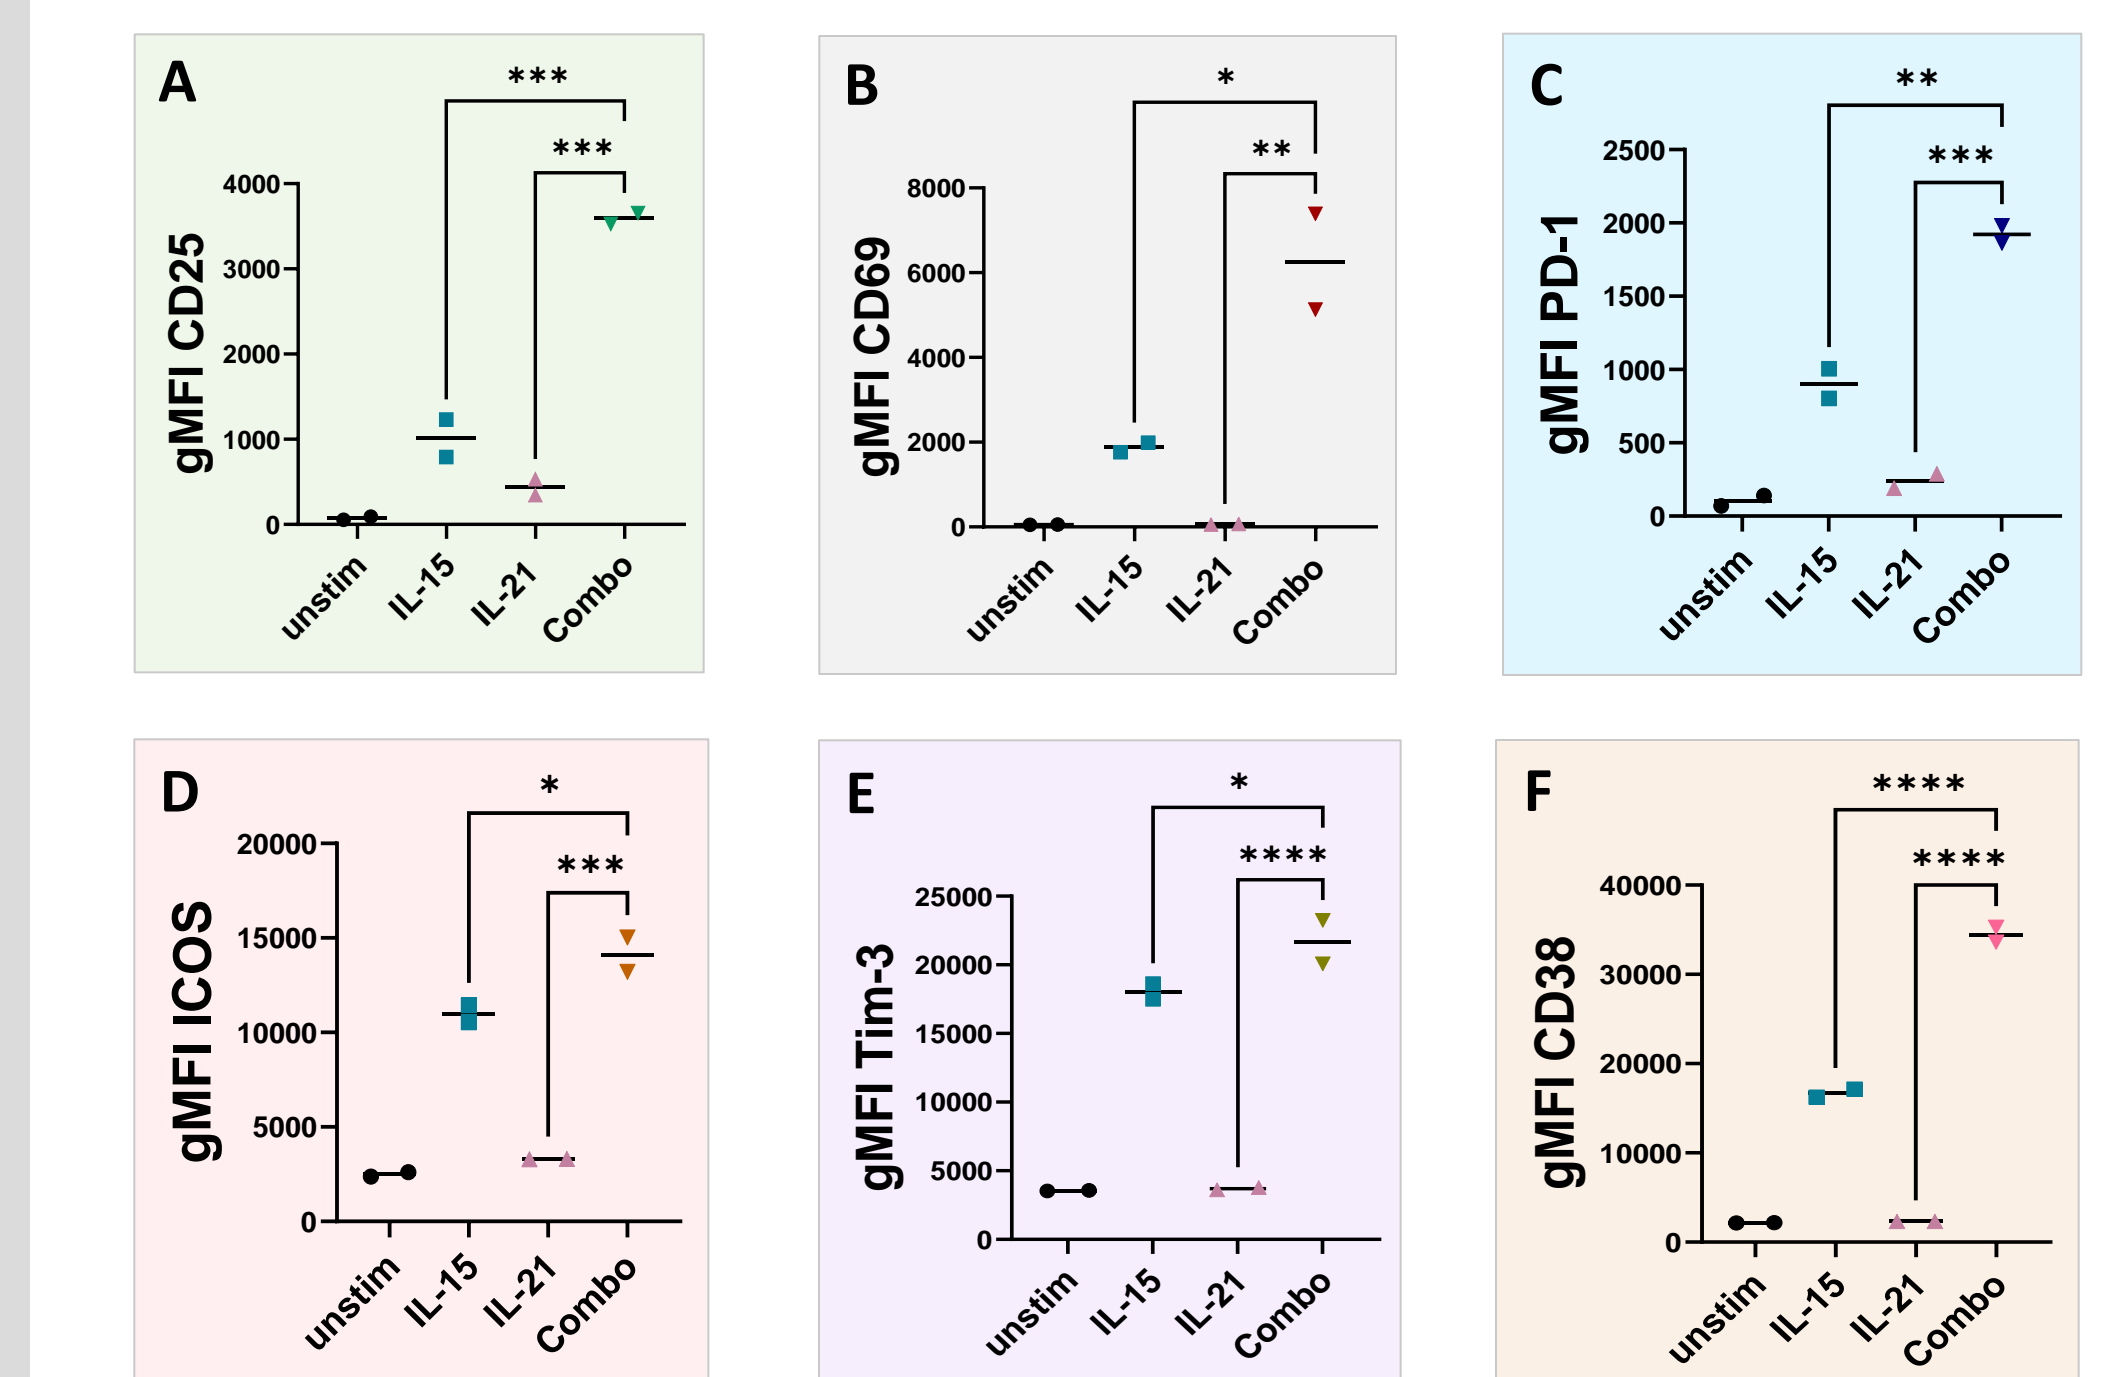 A
***
***
gMFI CD25
4000
3000
2000
1000
0
unstim
IL-15
IL-21
Combo
B
*
**
gMFI CD69
8000
6000
4000
2000
0
unstim
IL-15
IL-21
Combo
C
**
***
gMFI PD-1
2500
2000
1500
1000
500
0
unstim
IL-15
IL-21
Combo
D
*
***
gMFI ICOS
20000
15000
10000
5000
0
unstim
IL-15
IL-21
Combo
E
*
****
gMFI Tim-3
25000
20000
15000
10000
5000
0
unstim
IL-15
IL-21
Combo
F
****
****
gMFI CD38
40000
30000
20000
10000
0
unstim
IL-15
IL-21
Combo